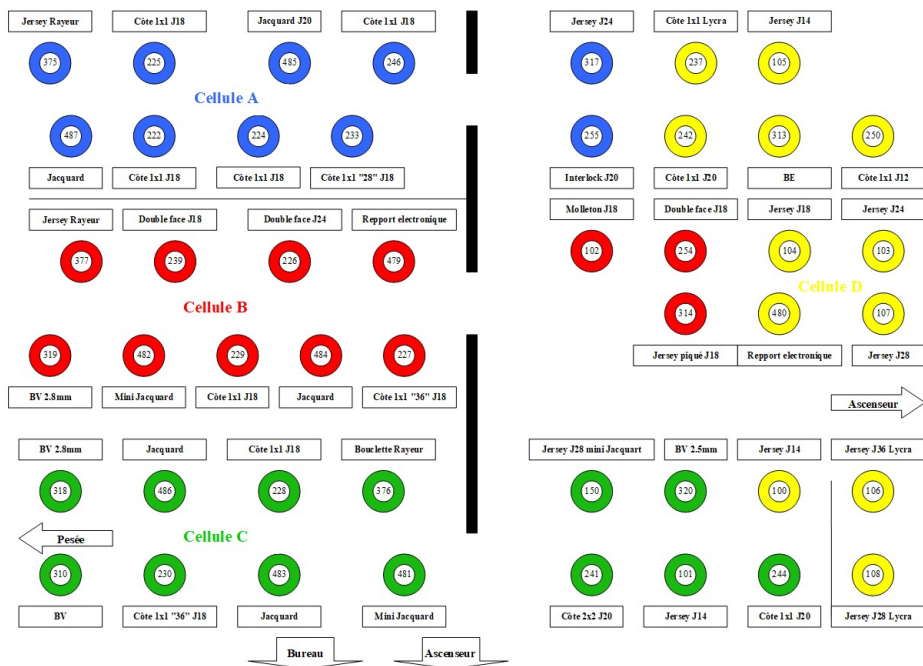 Jersey Rayeur Côte 1x1 J18 Jacquard J20 Côte 1x1 J18 Jersey J24 Côte 1x1 Lycra Jersey J14
375 225 485 246 317 237 105
Cellule A
487 222 224 233 255 242 313 250
Jacquard Côte 1x1 J18 Côte 1x1 J18 Côte 1x1 "28" J18 Interlock J20 Côte 1x1 J20 BE Côte 1x1 J12
Jersey Rayeur Double face J18 Double face J24 Repport electronique Molleton J18 Double face J18 Jersey J18 Jersey J24
377 239 226 479 102 254 104 103
Cellule B Cellule D
314 480 107
319 482 229 484 227 Jersey piqué J18 Repport electronique Jersey J28
BV 2.8mm Mini Jacquard Côte 1x1 J18 Jacquard Côte 1x1 "36" J18
Ascenseur
BV 2.8mm Jacquard Côte 1x1 J18 Bouclette Rayeur Jersey J28 mini Jacquart BV 2.5mm Jersey J14 Jersey J36 Lycra
318 486 228 376 150 320 100 106
Pesée Cellule C
310 230 483 481 241 101 244 108
BV Côte 1x1 "36" J18 Jacquard Mini Jacquard Côte 2x2 J20 Jersey J14 Côte 1x1 J20 Jersey J28 Lycra
Bureau Ascenseur